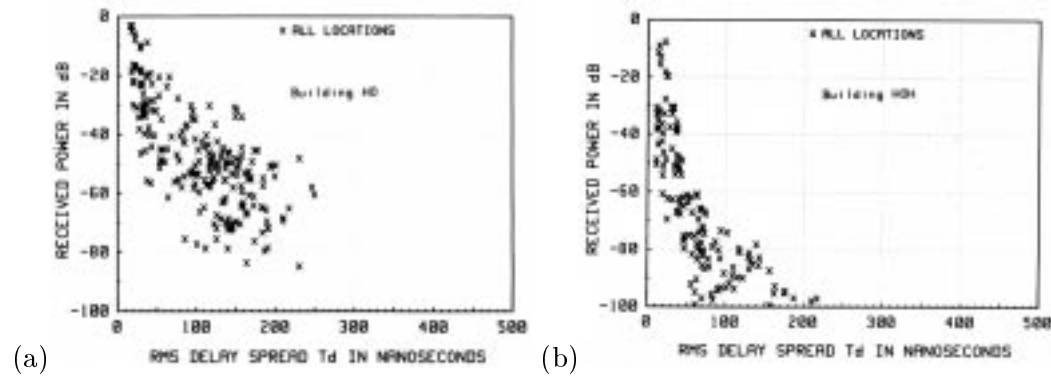 RECEIVED POWER IN dB
0
-20
-40
-60
-80
-100
× ALL LOCATIONS
Building HO
0 100 200 300 400 500
RMS DELAY SPREAD Td IN NANOSECONDS
(a)
RECEIVED POWER IN dB
0
-20
-40
-60
-80
-100
× ALL LOCATIONS
Building HOH
0 100 200 300 400 500
RMS DELAY SPREAD Td IN NANOSECONDS
(b)